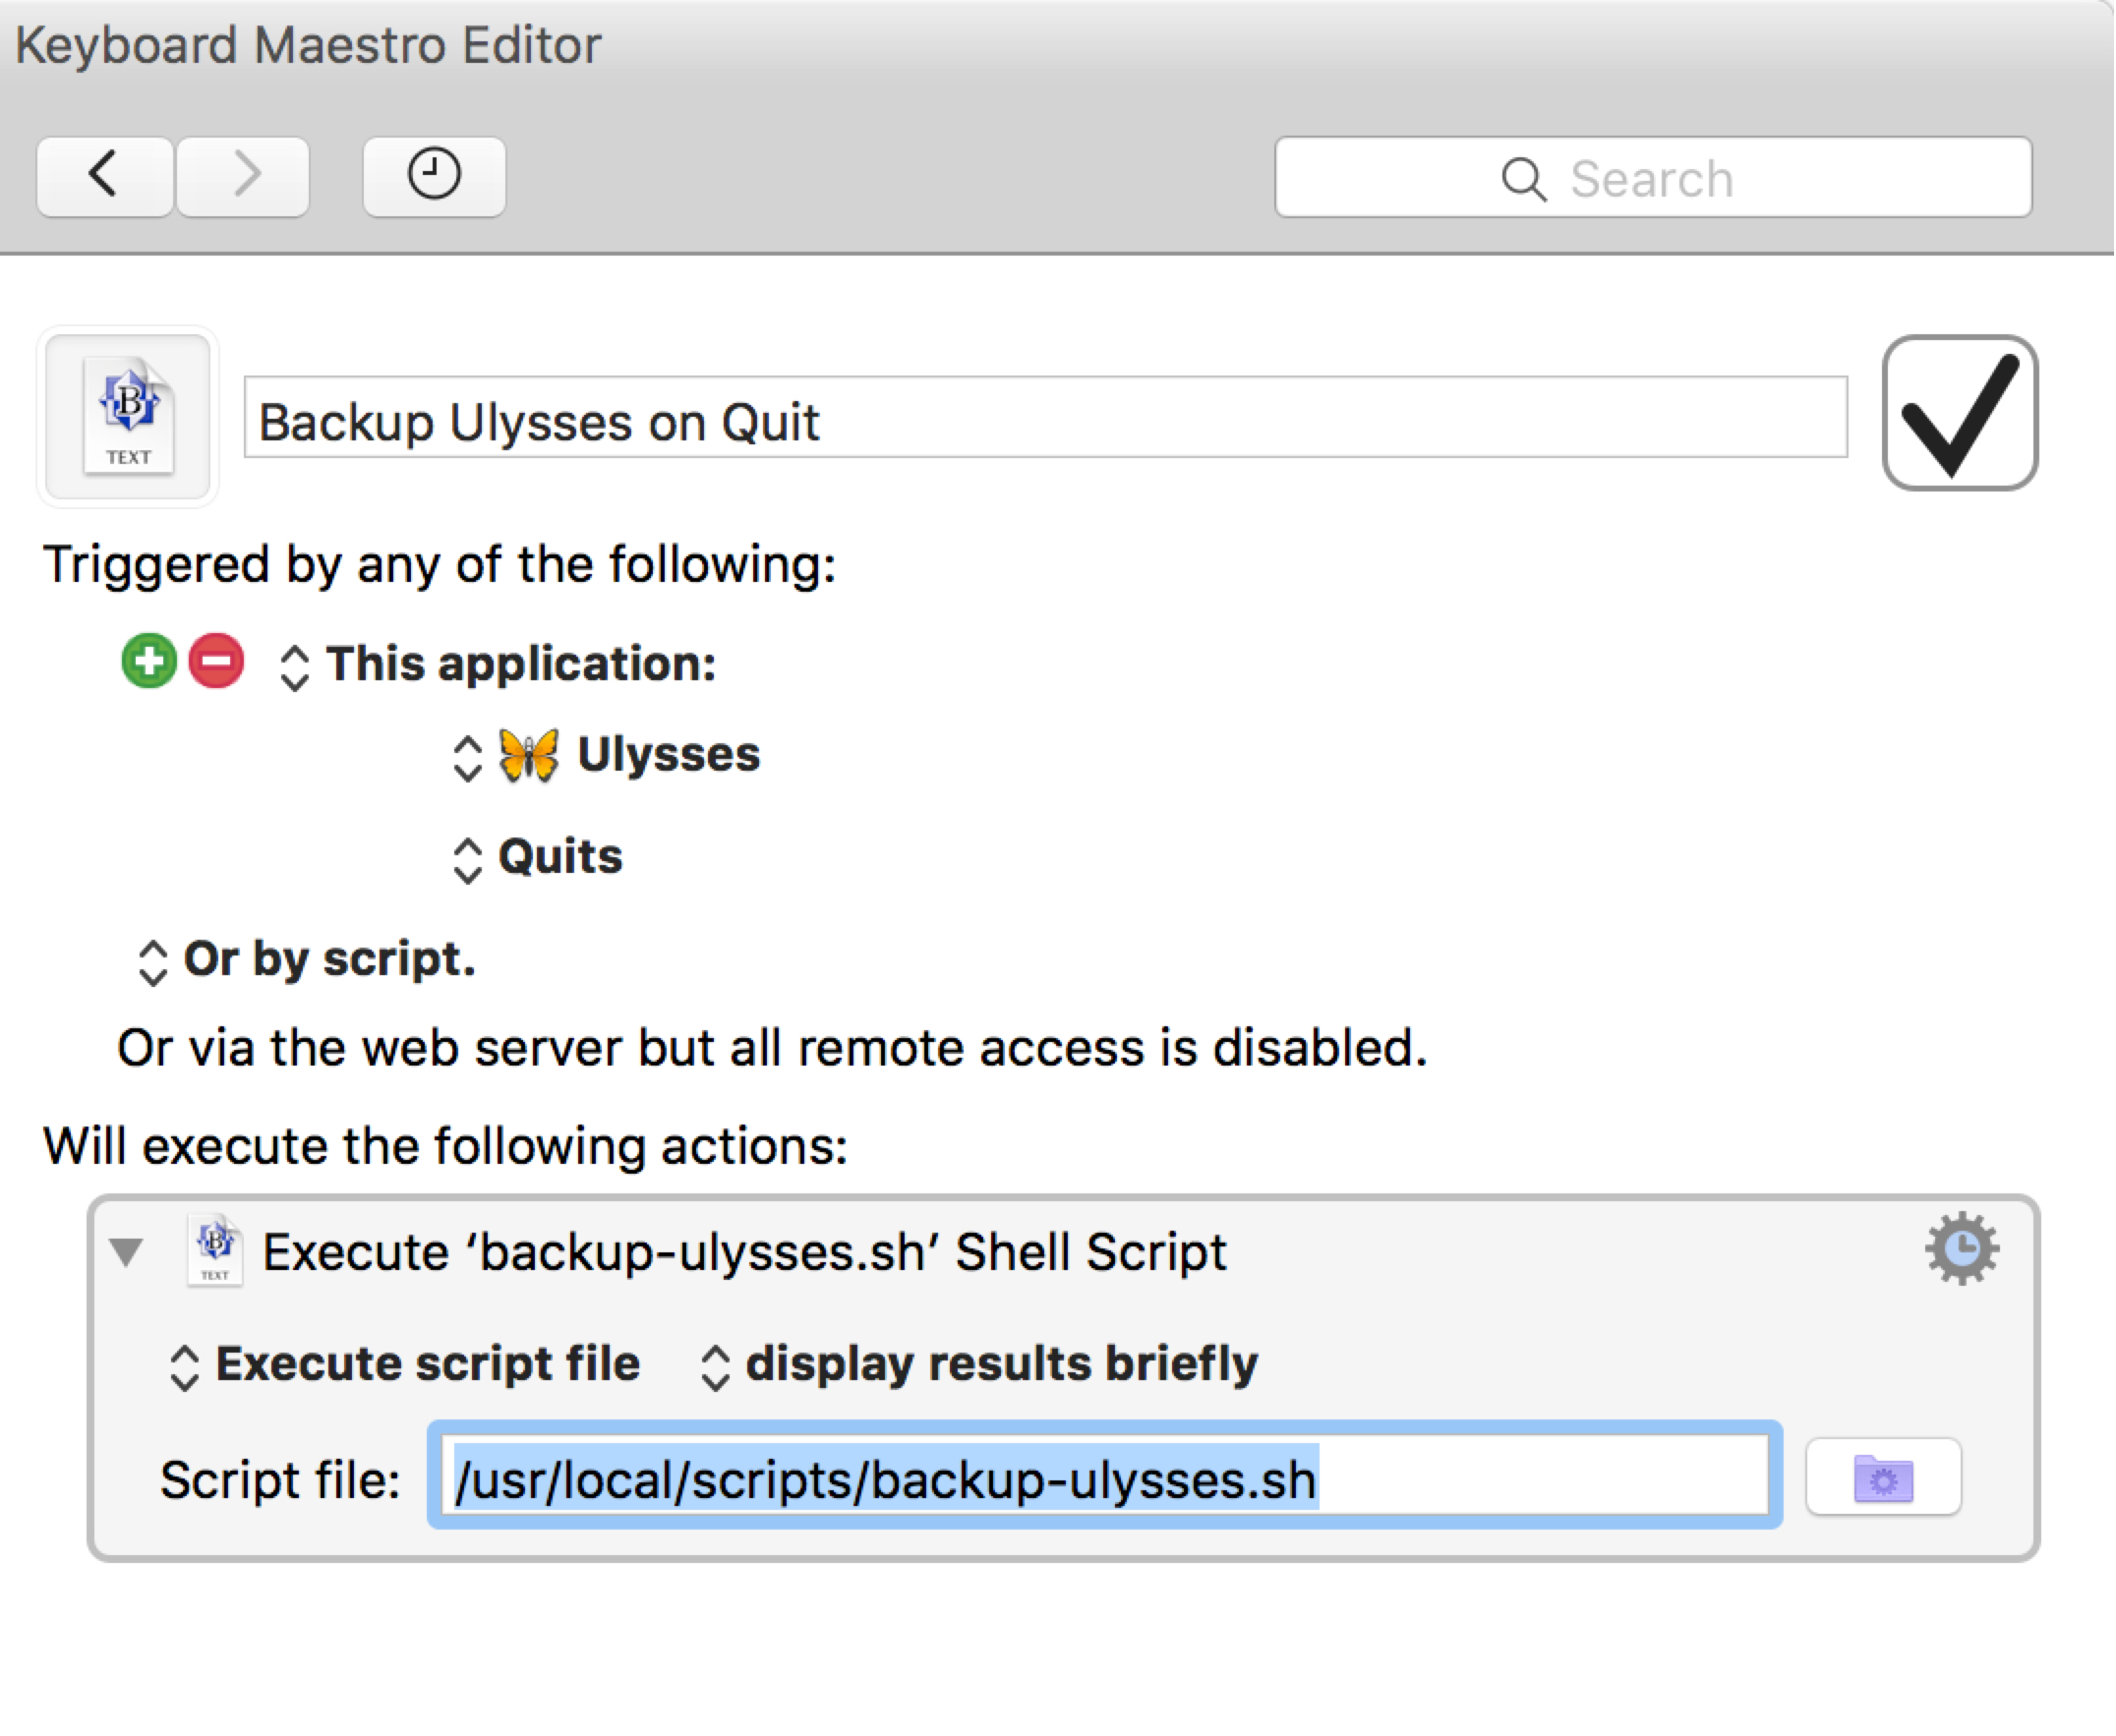 Keyboard Maestro Editor
Search
B
TEXT
Backup Ulysses on Quit
Triggered by any of the following:
This application:
Ulysses
Quits
Or by script.
Or via the web server but all remote access is disabled.
Will execute the following actions:
B
TEXT
Execute ‘backup-ulysses.sh’ Shell Script
Execute script file display results briefly
Script file: /usr/local/scripts/backup-ulysses.sh